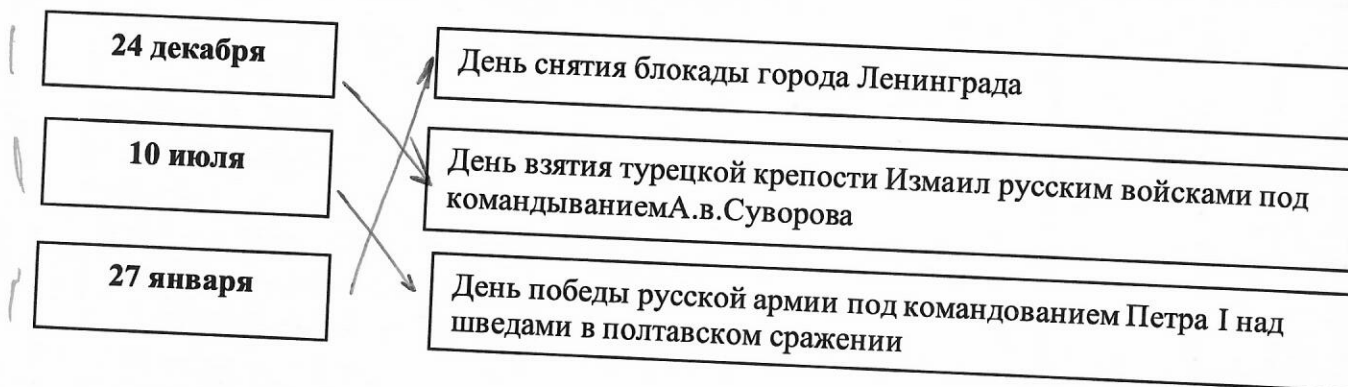 24 декабря
День снятия блокады города Ленинграда
10 июля
День взятия турецкой крепости Измаил русским войсками под
командываниемА.в.Суворова
27 января
День победы русской армии под командованием Петра I над
шведами в полтавском сражении